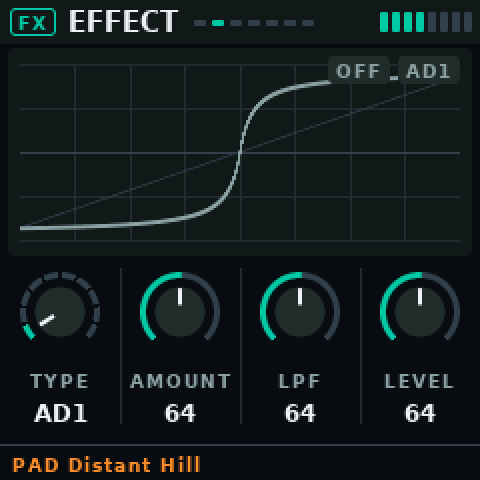 FX EFFECT
OFF AD1
TYPE AMOUNT LPF LEVEL
AD1 64 64 64
PAD Distant Hill